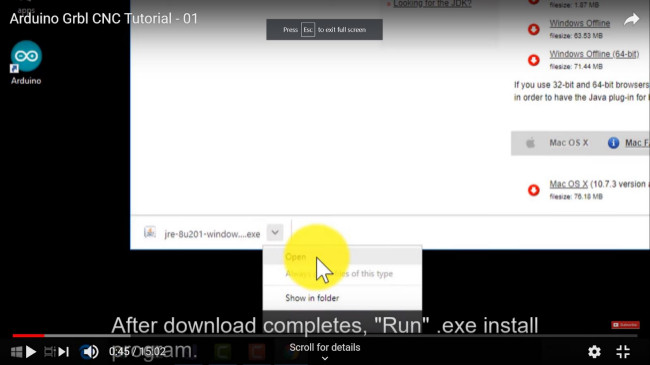 Arduino Grbl CNC Tutorial - 01
apps
Press Esc to exit full screen
Looking for the JDK?
filesize: 1.87 MB
Windows Offline
filesize: 63.53 MB
Windows Offline (64-bit)
filesize: 71.44 MB
Arduino
If you use 32-bit and 64-bit browsers
in order to have the Java plug-in for
Mac OS X
Mac
Mac OS X (10.7.3 version
filesize: 76.18 MB
jre-8u201-window....exe
Open
of this type
Show in folder
After download completes, "Run" .exe install
program.
0:45 / 15:02
Scroll for details